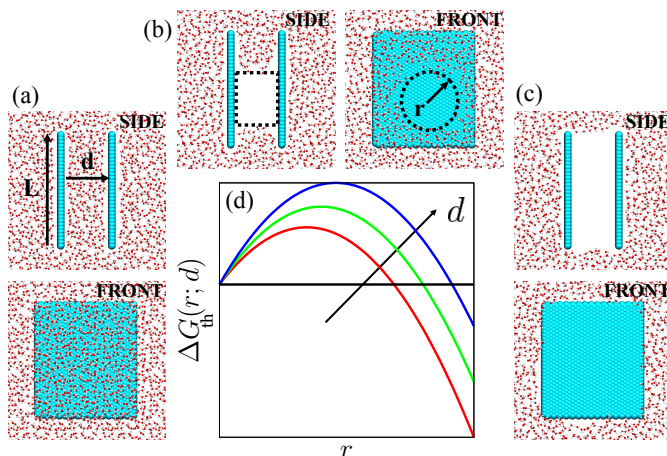 (a)
SIDE
L
d
FRONT
(b)
SIDE
FRONT
r
(c)
SIDE
FRONT
(d)
d
ΔG_th(r, d)
r